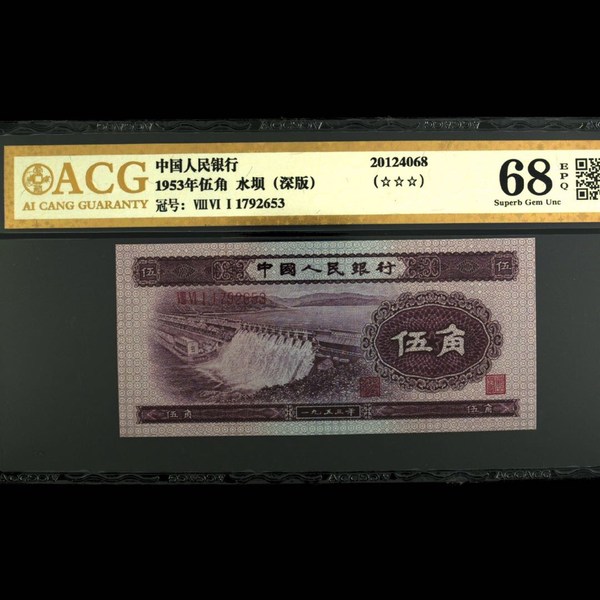 ACG
AI CANG GUARANTY
中国人民银行
1953年伍角 水坝（深版）
冠号： Ⅷ Ⅵ Ⅰ 1792653
20124068
(☆☆☆)
68
EPQ
Superb Gem Unc
伍
中國人民銀行
伍
ⅧⅥⅠ 1792653
伍角
伍角
一九五三年
伍角